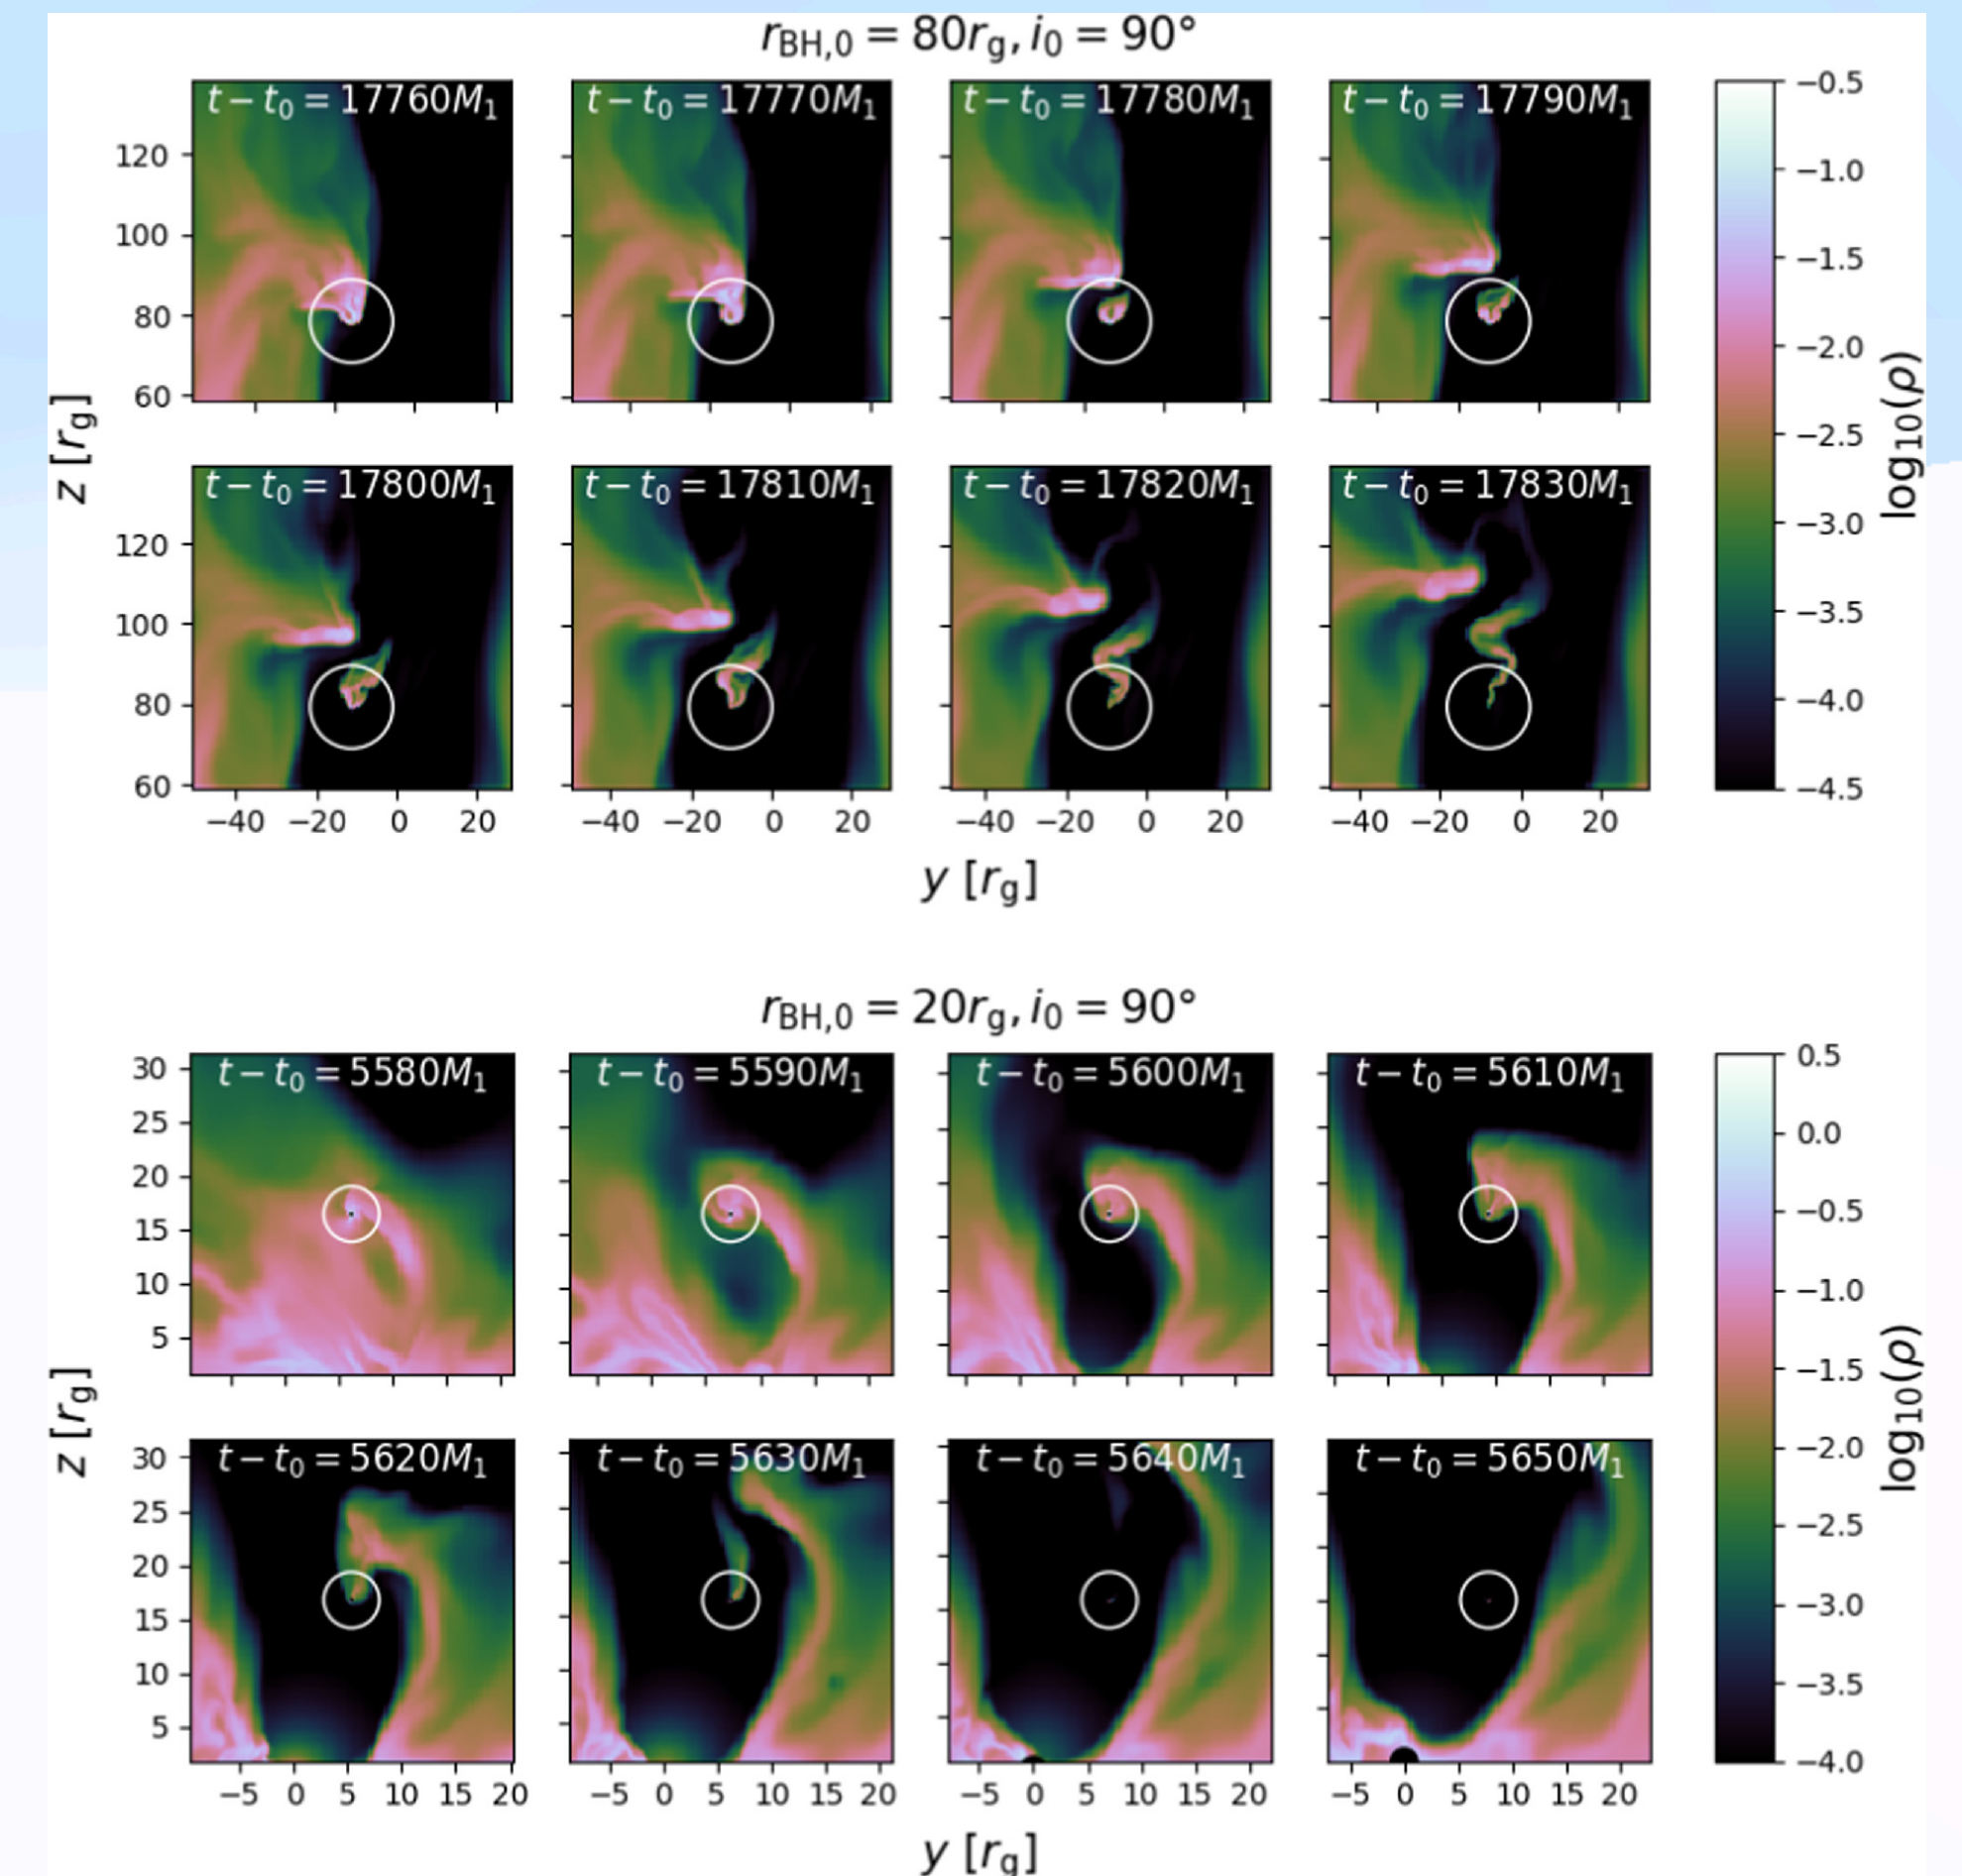 r_BH,0 = 80r_g, i_0 = 90°
t − t_0 = 17760M_1
t − t_0 = 17770M_1
t − t_0 = 17780M_1
t − t_0 = 17790M_1
120
100
80
60
t − t_0 = 17800M_1
t − t_0 = 17810M_1
t − t_0 = 17820M_1
t − t_0 = 17830M_1
120
100
80
60
z [r_g]
−40 −20 0 20
−40 −20 0 20
−40 −20 0 20
−40 −20 0 20
y [r_g]
−0.5
−1.0
−1.5
−2.0
−2.5
−3.0
−3.5
−4.0
−4.5
log_10(ρ)
r_BH,0 = 20r_g, i_0 = 90°
t − t_0 = 5580M_1
t − t_0 = 5590M_1
t − t_0 = 5600M_1
t − t_0 = 5610M_1
30
25
20
15
10
5
t − t_0 = 5620M_1
t − t_0 = 5630M_1
t − t_0 = 5640M_1
t − t_0 = 5650M_1
30
25
20
15
10
5
z [r_g]
−5 0 5 10 15 20
−5 0 5 10 15 20
−5 0 5 10 15 20
−5 0 5 10 15 20
y [r_g]
0.5
0.0
−0.5
−1.0
−1.5
−2.0
−2.5
−3.0
−3.5
−4.0
log_10(ρ)